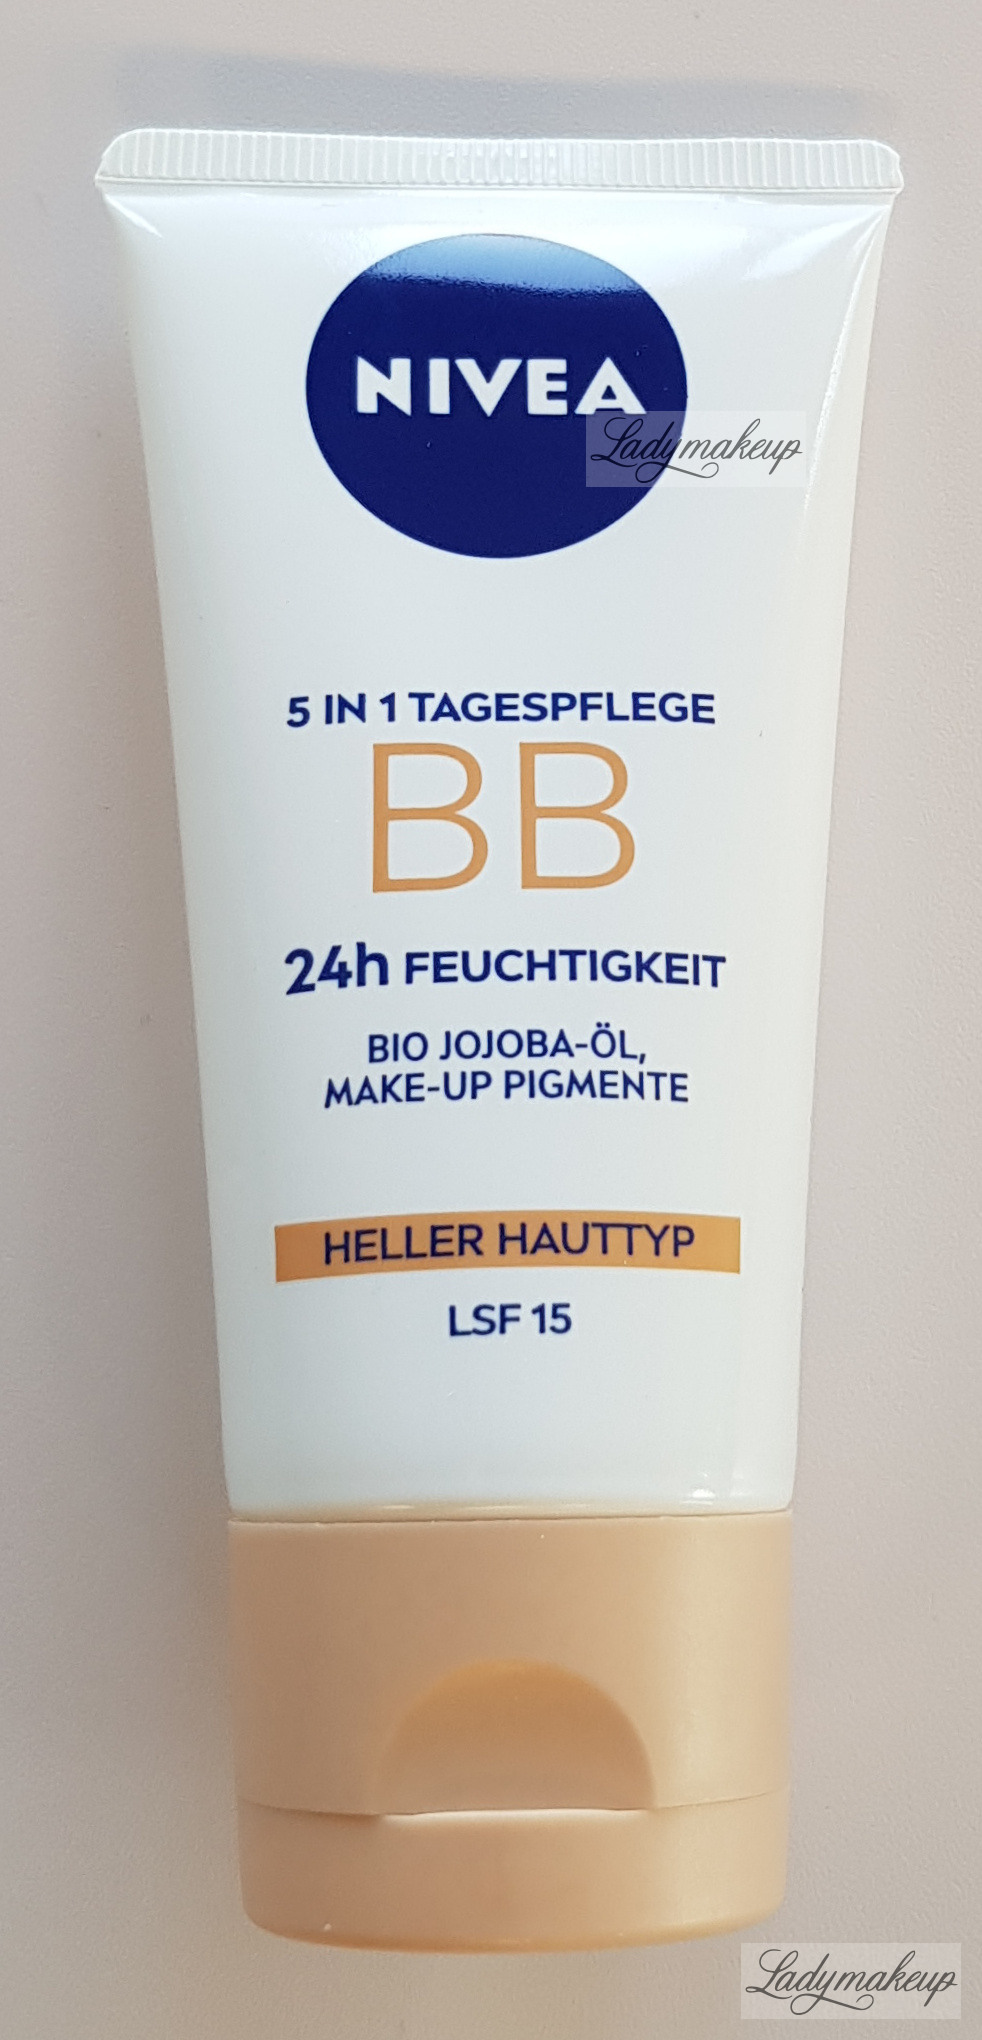 NIVEA
Ladymakeup
5 IN 1 TAGESPFLEGE
BB
24h FEUCHTIGKEIT
BIO JOJOBA-ÖL,
MAKE-UP PIGMENTE
HELLER HAUTTYP
LSF 15
Ladymakeup